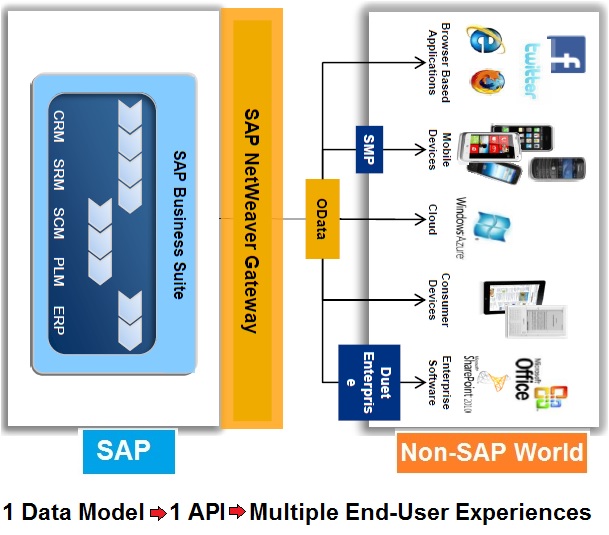 twitter
Microsoft
Office
Microsoft
SharePoint 2010
Windows Azure
Browser Based
Applications
Mobile
Devices
Cloud
Consumer
Devices
Enterprise
Software
Non-SAP World
SMP
Duet
Enterpris
e
OData
SAP NetWeaver Gateway
SAP Business Suite
CRM SRM SCM PLM ERP
SAP
1 Data Model 1 API Multiple End-User Experiences